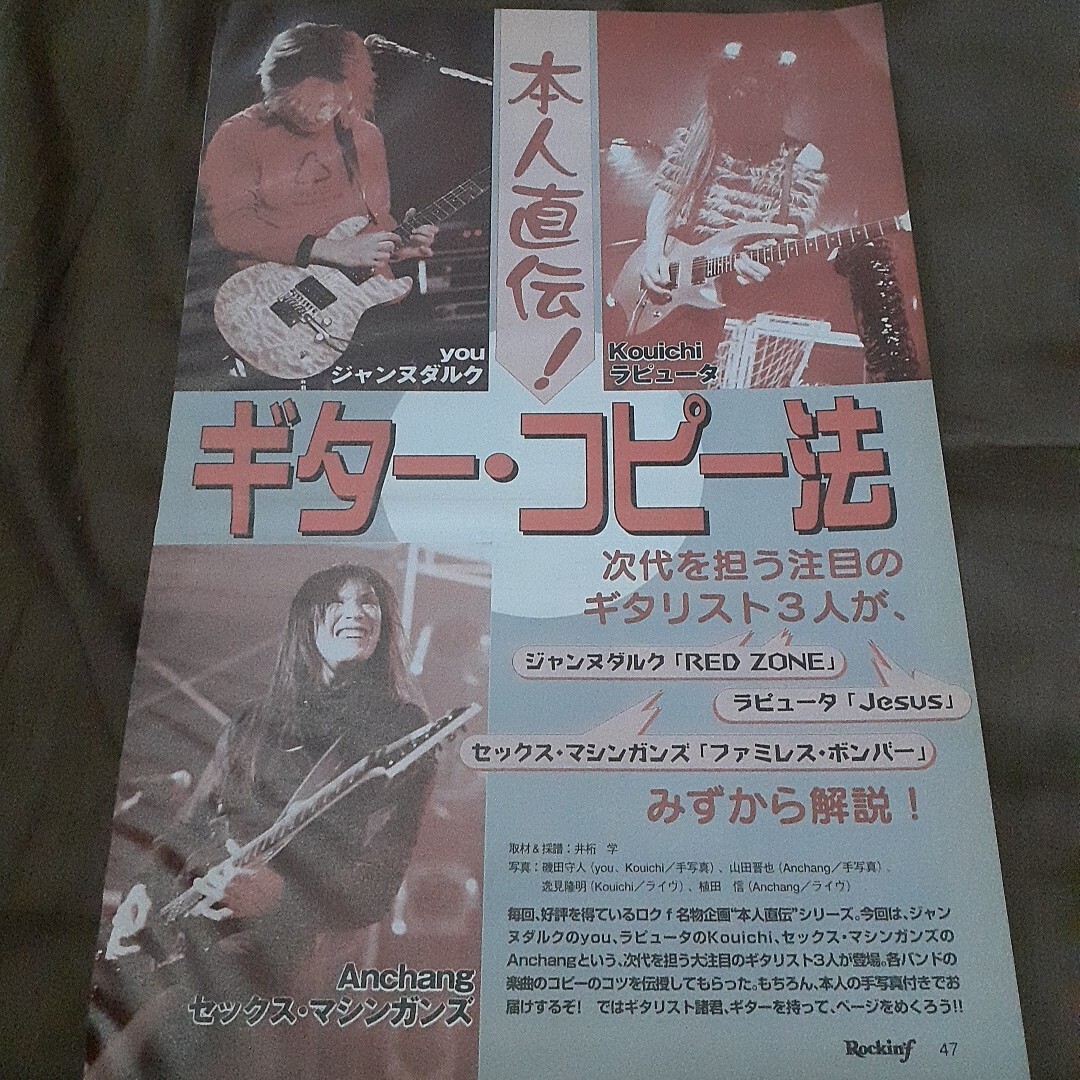 本人直伝!
you
ジャンヌダルク
Kouichi
ラピュータ
ギター・コピー法
次代を担う注目の
ギタリスト3人が、
ジャンヌダルク「RED ZONE」
ラピュータ「Jesus」
セックス・マシンガンズ「ファミレス・ボンバー」
みずから解説!
取材&採譜:井桁 学
写真:磯田守人(you、Kouichi/手写真)、山田晋也(Anchang/手写真)、
逸見隆明(Kouichi/ライヴ)、植田 信(Anchang/ライヴ)
毎回、好評を得ているロクf名物企画“本人直伝”シリーズ。今回は、ジャン
ヌダルクのyou、ラピュータのKouichi、セックス・マシンガンズの
Anchangという、次代を担う大注目のギタリスト3人が登場。各バンドの
楽曲のコピーのコツを伝授してもらった。もちろん、本人の手写真付きでお
届けするぞ! ではギタリスト諸君、ギターを持って、ページをめくろう!!
Anchang
セックス・マシンガンズ
Rockin'f 47